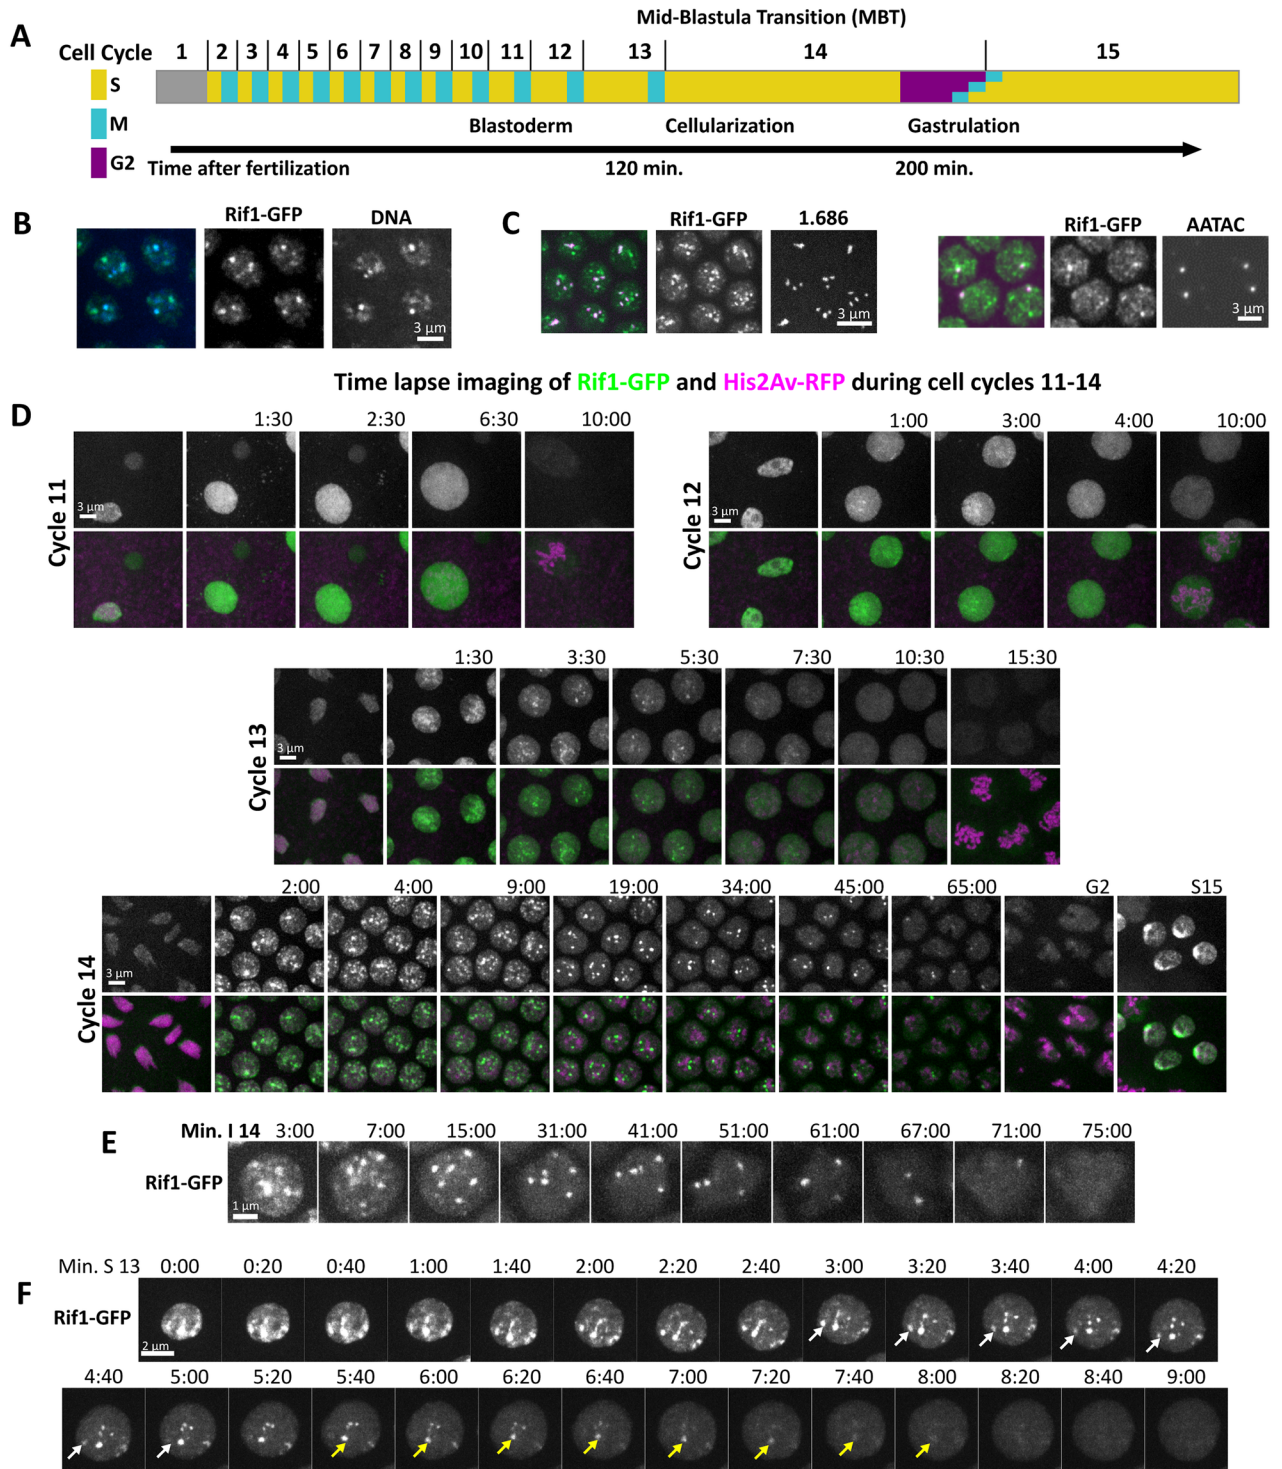 A
Mid-Blastula Transition (MBT)
Cell Cycle 1 2 3 4 5 6 7 8 9 10 11 12 13 14 15
S
M
G2
Blastoderm Cellularization Gastrulation
Time after fertilization 120 min. 200 min.
B
Rif1-GFP DNA
3 μm
C
Rif1-GFP 1.686
3 μm
Rif1-GFP AATAC
3 μm
Time lapse imaging of Rif1-GFP and His2Av-RFP during cell cycles 11-14
D
Cycle 11
1:30 2:30 6:30 10:00
3 μm
Cycle 12
1:00 3:00 4:00 10:00
3 μm
Cycle 13
1:30 3:30 5:30 7:30 10:30 15:30
3 μm
Cycle 14
2:00 4:00 9:00 19:00 34:00 45:00 65:00 G2 S15
3 μm
E
Min. I 14 3:00 7:00 15:00 31:00 41:00 51:00 61:00 67:00 71:00 75:00
Rif1-GFP
1 μm
F
Min. S 13 0:00 0:20 0:40 1:00 1:40 2:00 2:20 2:40 3:00 3:20 3:40 4:00 4:20
Rif1-GFP
2 μm
4:40 5:00 5:20 5:40 6:00 6:20 6:40 7:00 7:20 7:40 8:00 8:20 8:40 9:00